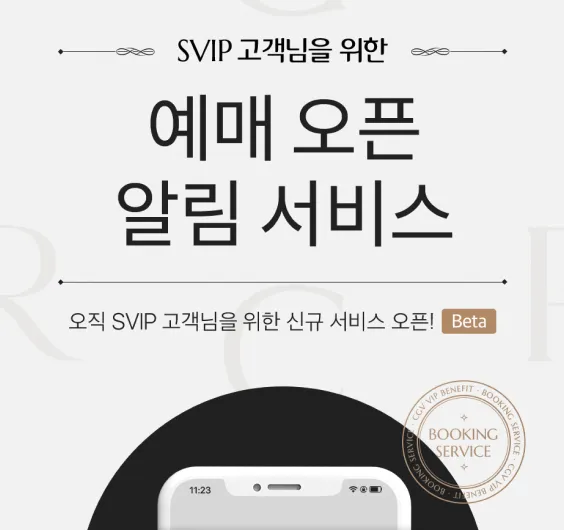 SVIP 고객님을 위한
예매 오픈
알림 서비스
오직 SVIP 고객님을 위한 신규 서비스 오픈! Beta
CGV VIP BENEFIT · BOOKING SERVICE · CGV VIP BENEFIT · BOOKING SERVICE ·
BOOKING
SERVICE
11:23
R
C